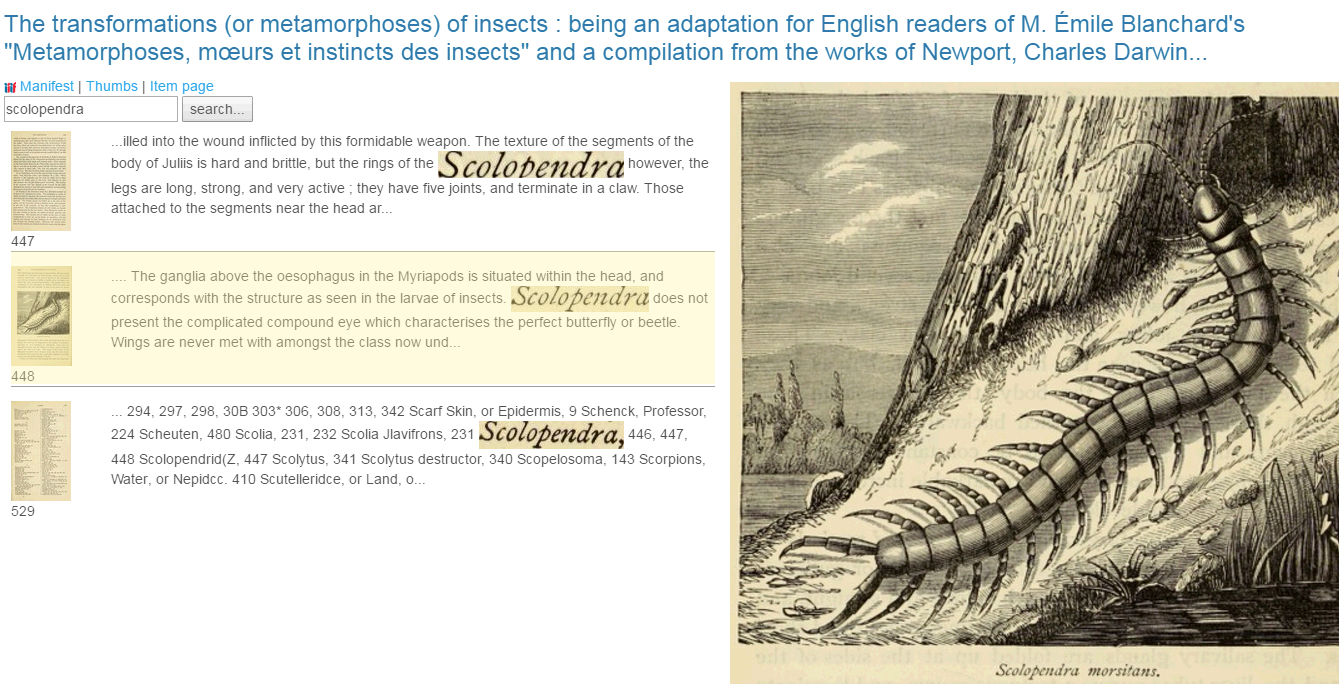 The transformations (or metamorphoses) of insects : being an adaptation for English readers of M. Émile Blanchard's
"Metamorphoses, mœurs et instincts des insects" and a compilation from the works of Newport, Charles Darwin...
Manifest | Thumbs | Item page
scolopendra search...
...illed into the wound inflicted by this formidable weapon. The texture of the segments of the
body of Juliis is hard and brittle, but the rings of the Scolopendra however, the
legs are long, strong, and very active ; they have five joints, and terminate in a claw. Those
attached to the segments near the head ar...
447
.... The ganglia above the oesophagus in the Myriapods is situated within the head, and
corresponds with the structure as seen in the larvae of insects. Scolopendra does not
present the complicated compound eye which characterises the perfect butterfly or beetle.
Wings are never met with amongst the class now und...
448
... 294, 297, 298, 30B 303* 306, 308, 313, 342 Scarf Skin, or Epidermis, 9 Schenck, Professor,
224 Scheuten, 480 Scolia, 231, 232 Scolia Jlavifrons, 231 Scolopendra, 446, 447,
448 Scolopendrid(Z, 447 Scolytus, 341 Scolytus destructor, 340 Scopelosoma, 143 Scorpions,
Water, or Nepidcc. 410 Scutelleridce, or Land, o...
529
Scolopendra morsitans.